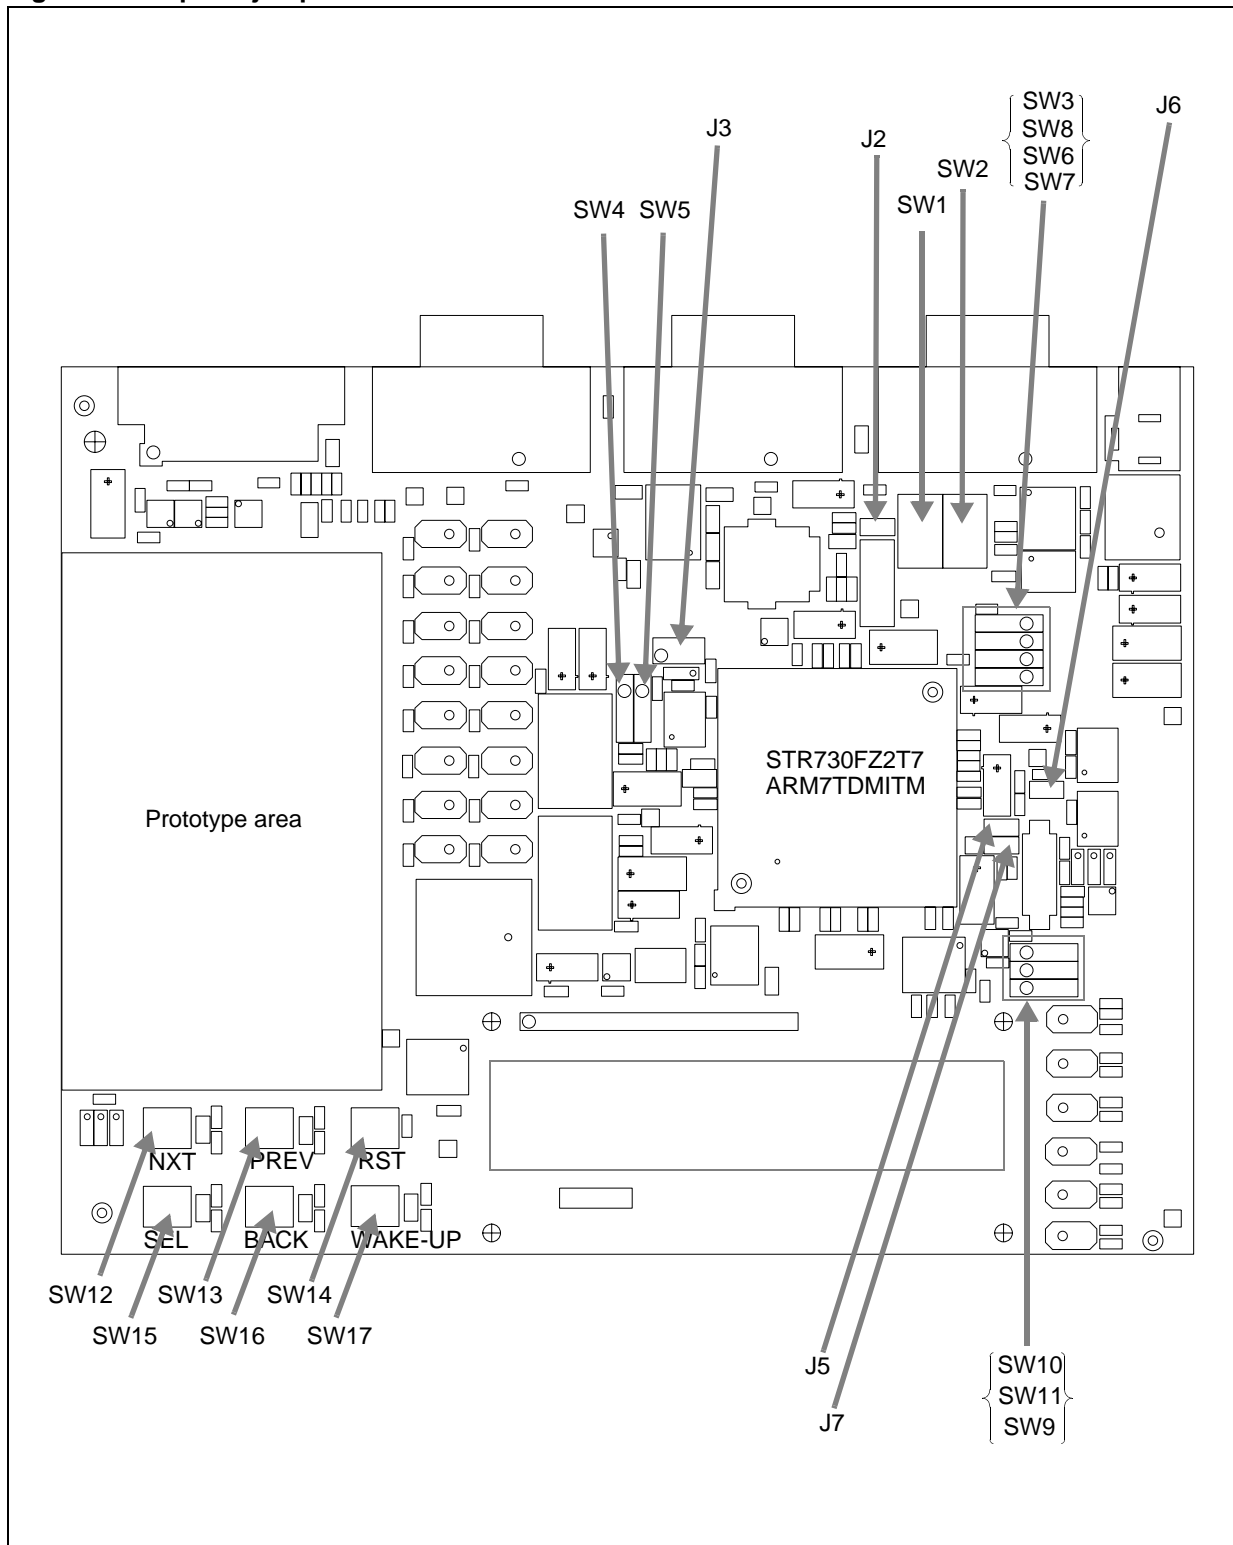 SW3
J6
SW8
J3
J2
SW6
SW2
SW7
SW4 SW5
SW1
STR730FZ2T7
ARM7TDMITM
Prototype area
NXT
PREV
RST
SEL
BACK
WAKE-UP
SW12
SW13
SW14
SW15
SW16
SW17
J5
SW10
SW11
J7
SW9